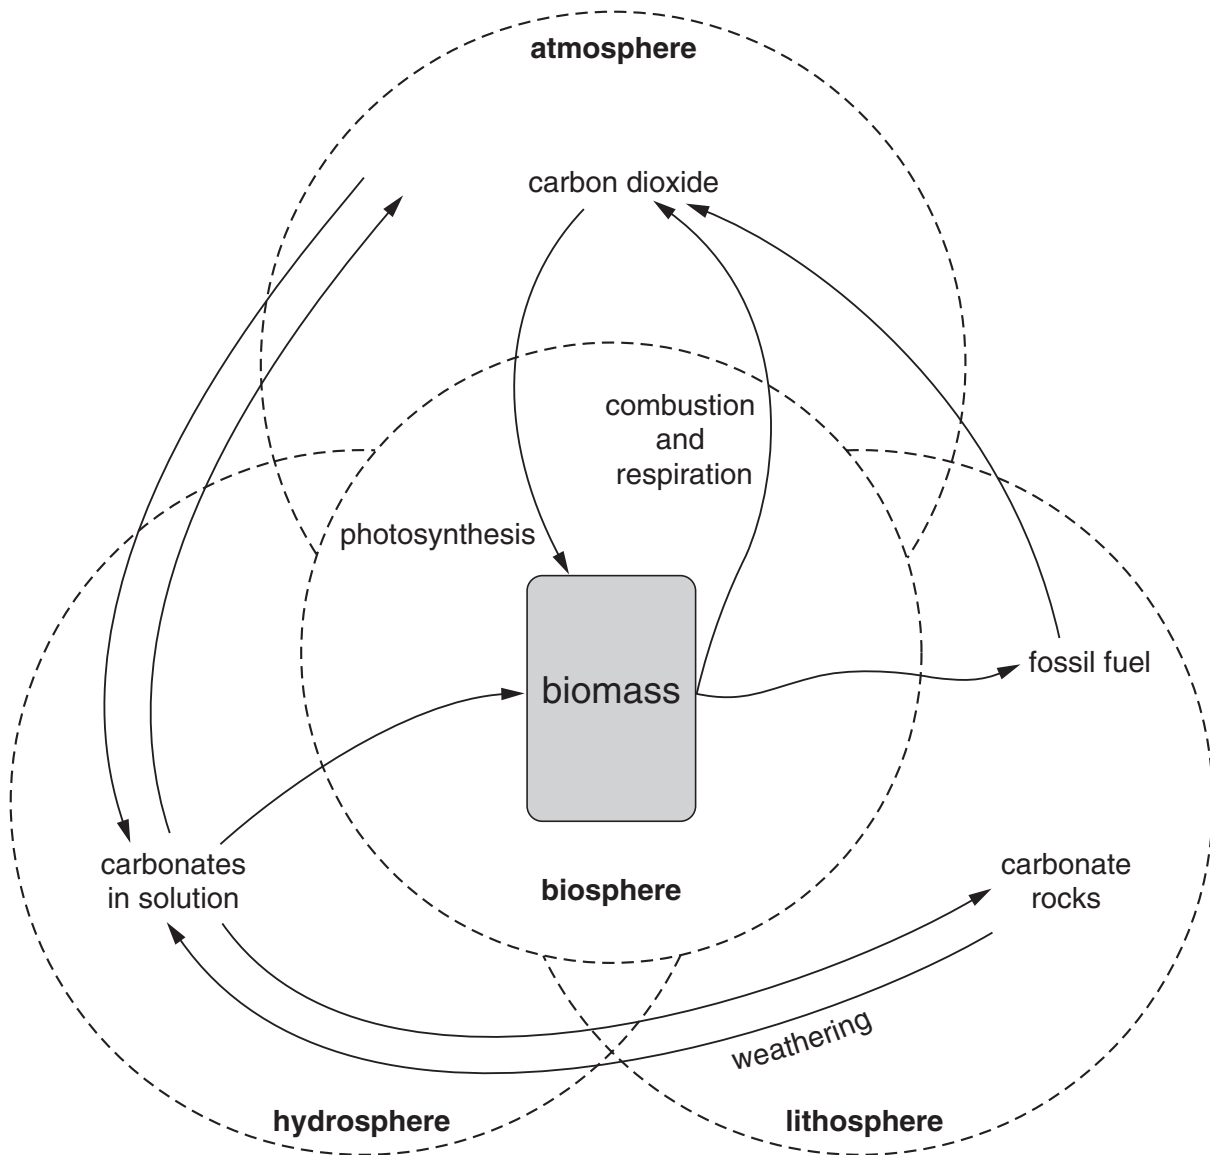 atmosphere
carbon dioxide
combustion
and
respiration
photosynthesis
fossil fuel
biomass
carbonates
in solution
carbonate
rocks
biosphere
weathering
hydrosphere
lithosphere